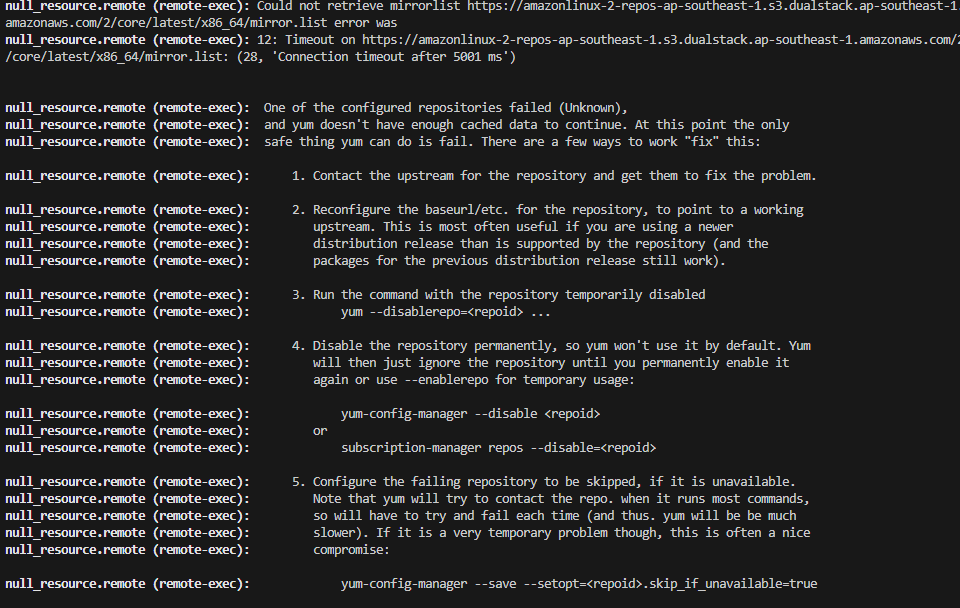 null_resource.remote (remote-exec): Could not retrieve mirrorlist https://amazonlinux-2-repos-ap-southeast-1.s3.dualstack.ap-southeast-1.
amazonaws.com/2/core/latest/x86_64/mirror.list error was
null_resource.remote (remote-exec): 12: Timeout on https://amazonlinux-2-repos-ap-southeast-1.s3.dualstack.ap-southeast-1.amazonaws.com/2
/core/latest/x86_64/mirror.list: (28, 'Connection timeout after 5001 ms')
null_resource.remote (remote-exec): One of the configured repositories failed (Unknown),
null_resource.remote (remote-exec): and yum doesn't have enough cached data to continue. At this point the only
null_resource.remote (remote-exec): safe thing yum can do is fail. There are a few ways to work "fix" this:
null_resource.remote (remote-exec): 1. Contact the upstream for the repository and get them to fix the problem.
null_resource.remote (remote-exec): 2. Reconfigure the baseurl/etc. for the repository, to point to a working
null_resource.remote (remote-exec): upstream. This is most often useful if you are using a newer
null_resource.remote (remote-exec): distribution release than is supported by the repository (and the
null_resource.remote (remote-exec): packages for the previous distribution release still work).
null_resource.remote (remote-exec): 3. Run the command with the repository temporarily disabled
null_resource.remote (remote-exec): yum --disablerepo=<repoid> ...
null_resource.remote (remote-exec): 4. Disable the repository permanently, so yum won't use it by default. Yum
null_resource.remote (remote-exec): will then just ignore the repository until you permanently enable it
null_resource.remote (remote-exec): again or use --enablerepo for temporary usage:
null_resource.remote (remote-exec): yum-config-manager --disable <repoid>
null_resource.remote (remote-exec): or
null_resource.remote (remote-exec): subscription-manager repos --disable=<repoid>
null_resource.remote (remote-exec): 5. Configure the failing repository to be skipped, if it is unavailable.
null_resource.remote (remote-exec): Note that yum will try to contact the repo. when it runs most commands,
null_resource.remote (remote-exec): so will have to try and fail each time (and thus. yum will be be much
null_resource.remote (remote-exec): slower). If it is a very temporary problem though, this is often a nice
null_resource.remote (remote-exec): compromise:
null_resource.remote (remote-exec): yum-config-manager --save --setopt=<repoid>.skip_if_unavailable=true